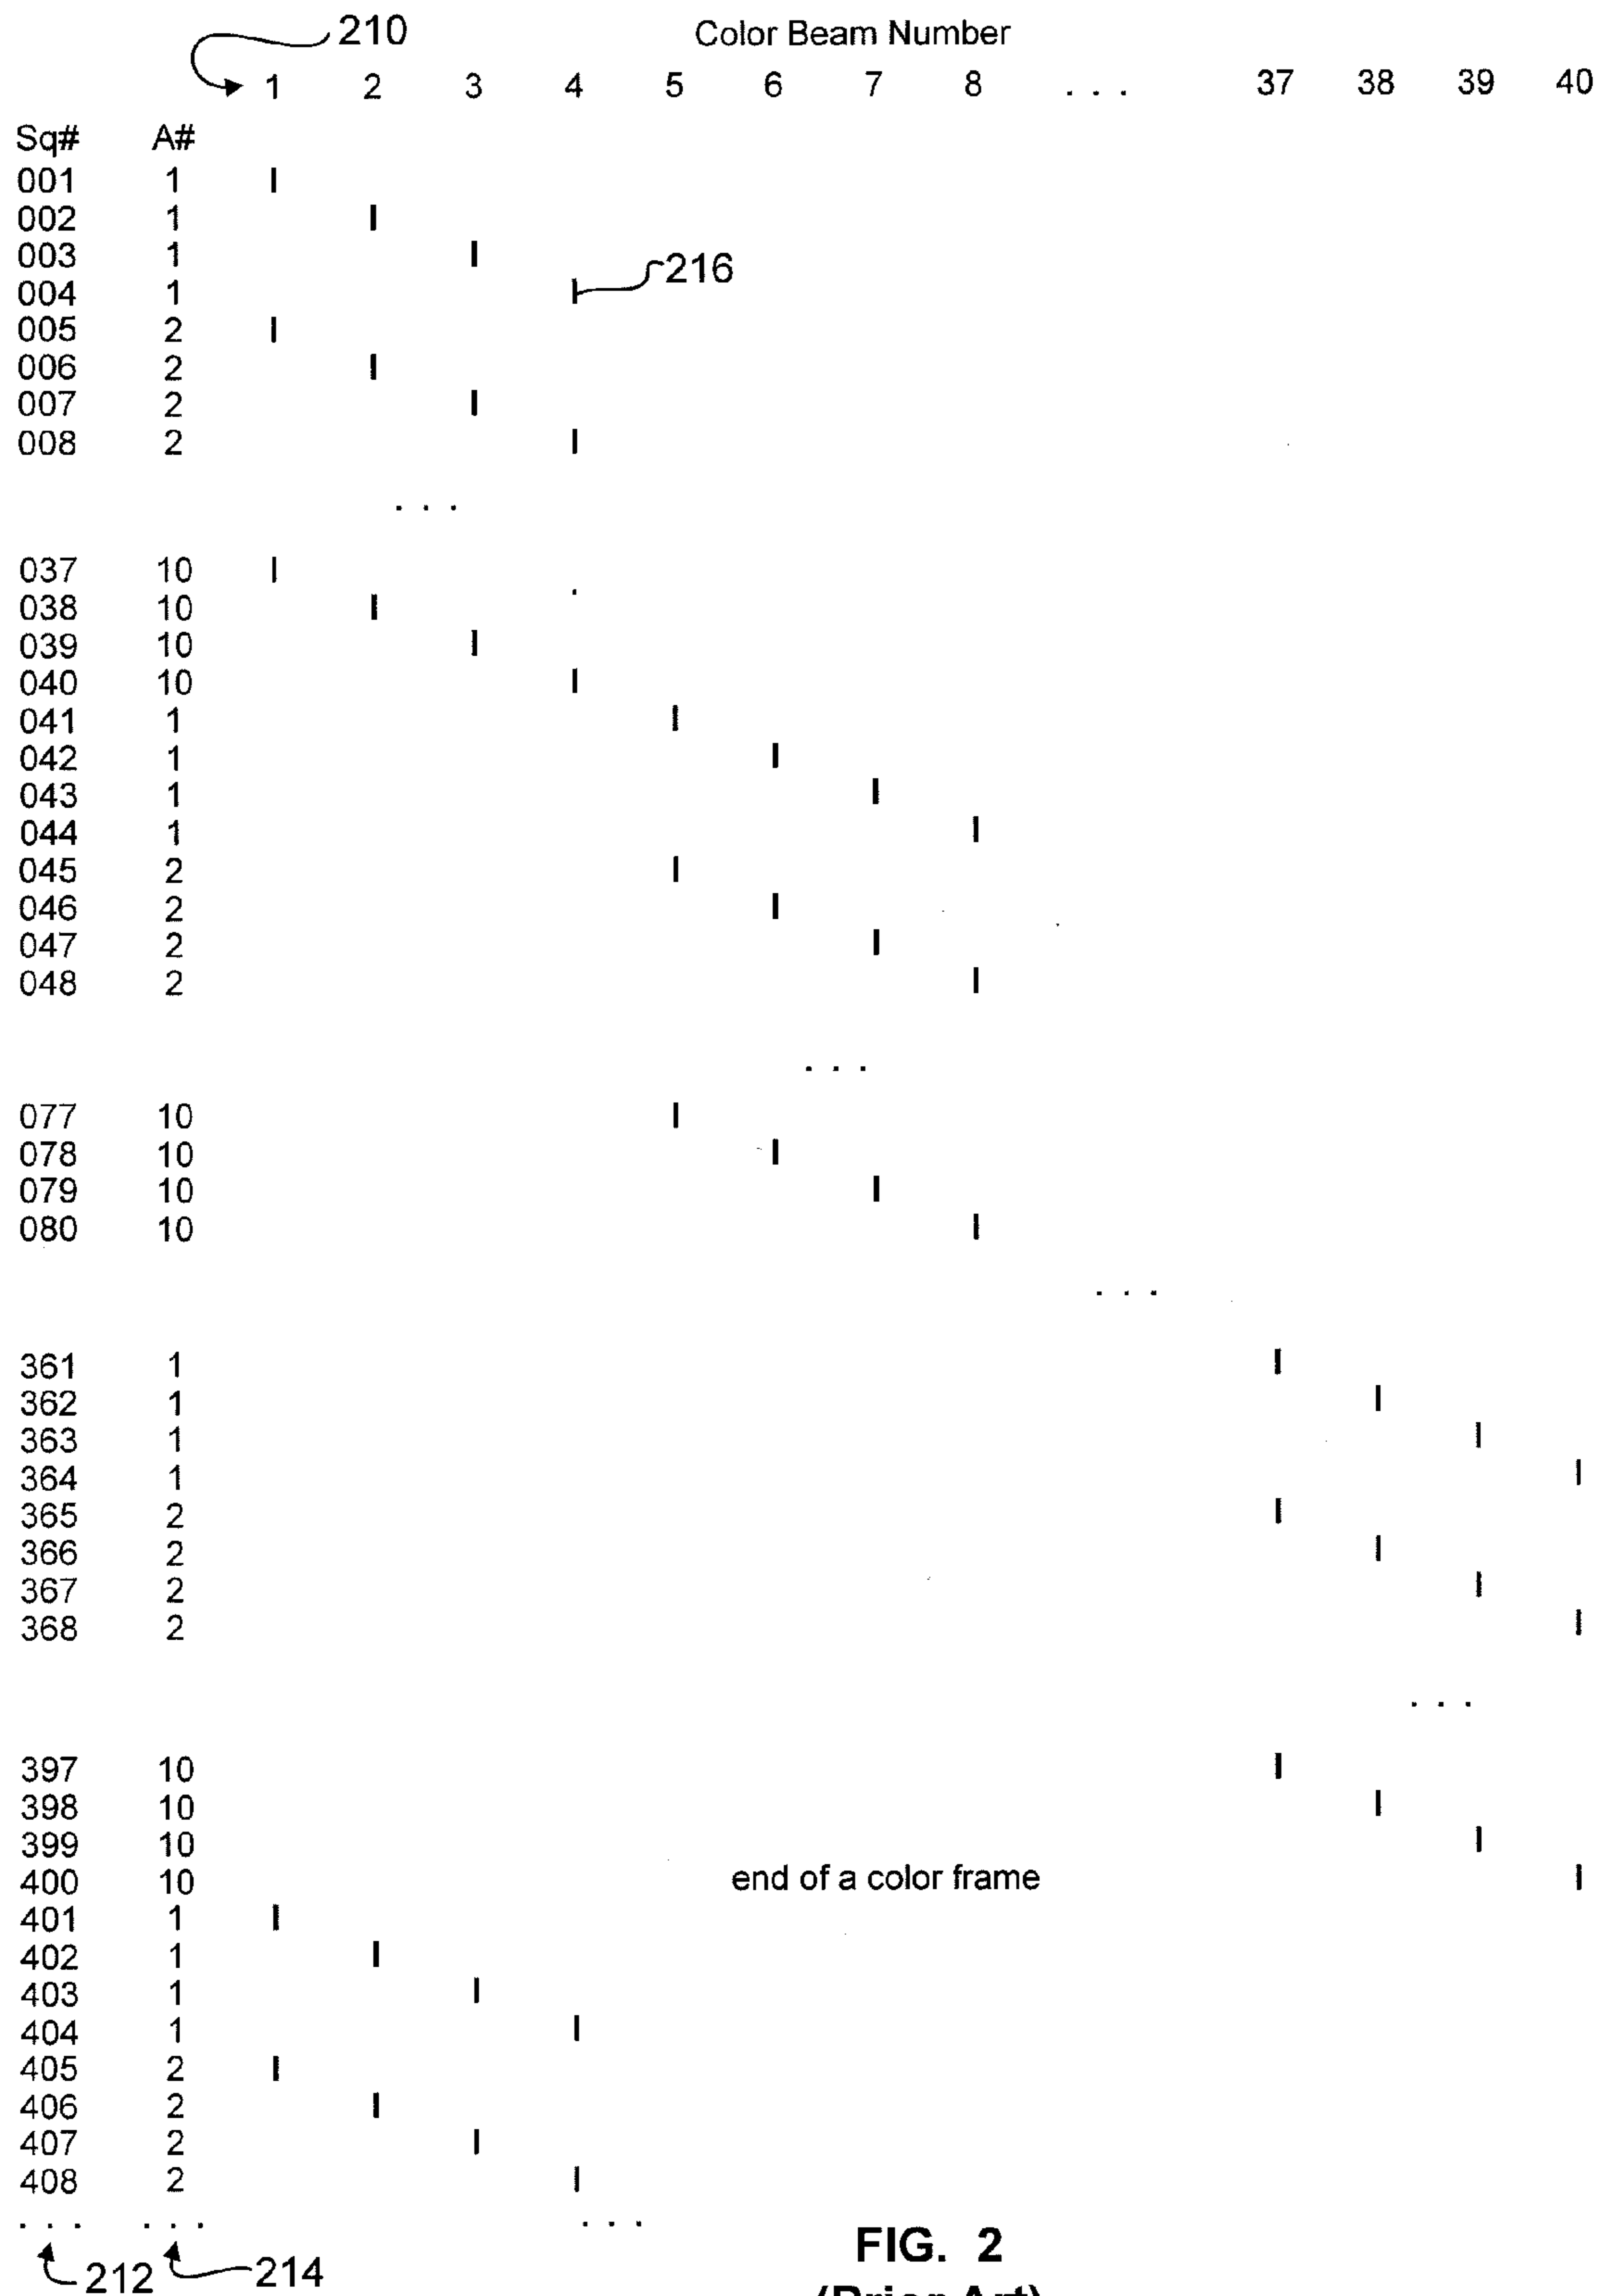 210 Color Beam Number
1 2 3 4 5 6 7 8 . . . 37 38 39 40
Sq# A#
001 1 |
002 1 |
003 1 |
004 1 | 216
005 2 |
006 2 |
007 2 |
008 2 |
. . .
037 10 |
038 10 |
039 10 |
040 10 |
041 1 |
042 1 |
043 1 |
044 1 |
045 2 |
046 2 |
047 2 |
048 2 |
. . .
077 10 |
078 10 |
079 10 |
080 10 |
. . .
361 1 |
362 1 |
363 1 |
364 1 |
365 2 |
366 2 |
367 2 |
368 2 |
. . .
397 10 |
398 10 |
399 10 |
400 10 end of a color frame |
401 1 |
402 1 |
403 1 |
404 1 |
405 2 |
406 2 |
407 2 |
408 2 |
. . . . . . . . .
212 214 FIG. 2
(Prior Art)